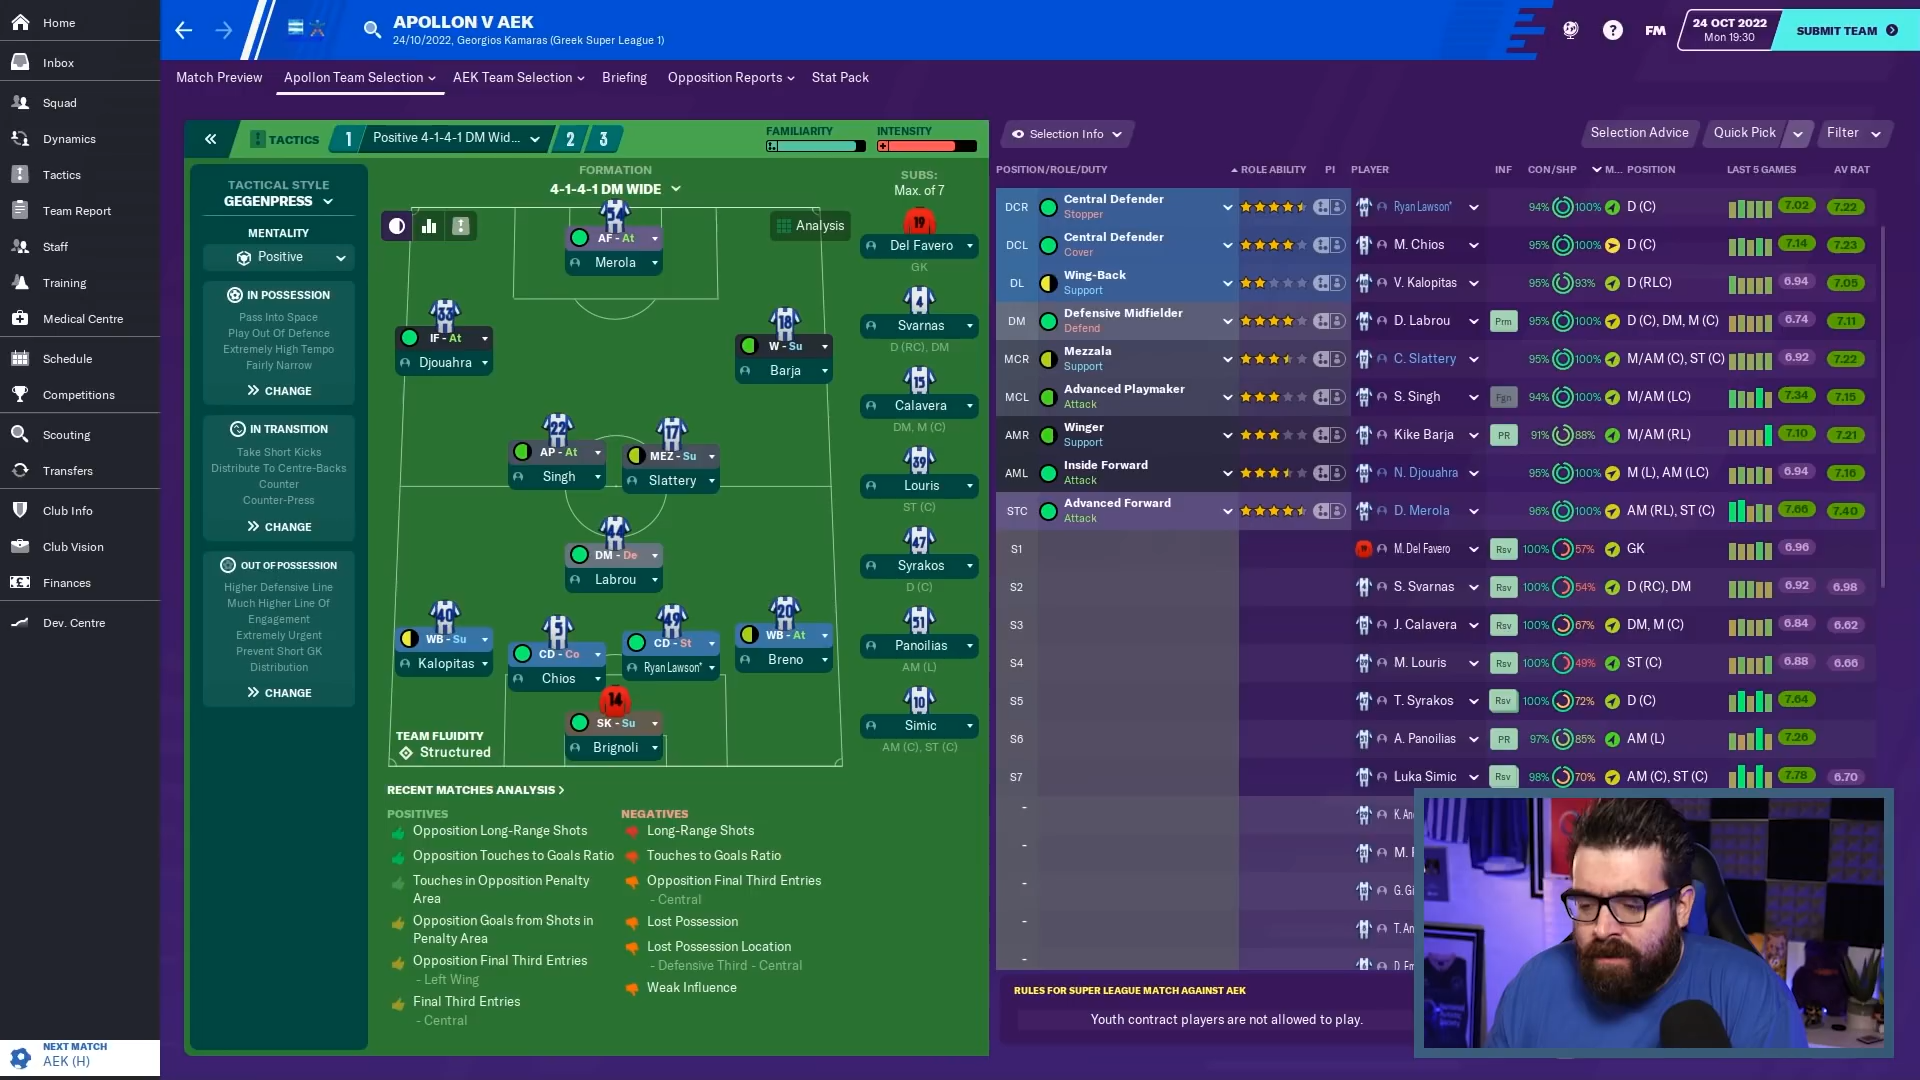 Home
Inbox
Squad
Dynamics
Tactics
Team Report
Staff
Training
Medical Centre
Schedule
Competitions
Scouting
Transfers
Club Info
Club Vision
Finances
Dev. Centre
NEXT MATCH
AEK (H)
APOLLON V AEK
24/10/2022, Georgios Kamaras (Greek Super League 1)
FM
24 OCT 2022
Mon 19:30
SUBMIT TEAM
Match Preview
Apollon Team Selection
AEK Team Selection
Briefing
Opposition Reports
Stat Pack
TACTICS
1
Positive 4-1-4-1 DM Wid...
2
3
FAMILIARITY
INTENSITY
TACTICAL STYLE
GEGENPRESS
MENTALITY
Positive
IN POSSESSION
Pass Into Space
Play Out Of Defence
Extremely High Tempo
Fairly Narrow
CHANGE
IN TRANSITION
Take Short Kicks
Distribute To Centre-Backs
Counter
Counter-Press
CHANGE
OUT OF POSSESSION
Higher Defensive Line
Much Higher Line Of
Engagement
Extremely Urgent
Prevent Short GK
Distribution
CHANGE
FORMATION
4-1-4-1 DM WIDE
Analysis
AF - At
Merola
33
IF - At
Djouahra
18
W - Su
Barja
22
AP - At
Singh
17
MEZ - Su
Slattery
DM - De
Labrou
40
WB - Su
Kalopitas
5
CD - Co
Chios
49
CD - St
Ryan Lawson*
20
WB - At
Breno
14
SK - Su
Brignoli
TEAM FLUIDITY
Structured
SUBS:
Max. of 7
19
Del Favero
GK
4
Svarnas
D (RC), DM
15
Calavera
DM, M (C)
39
Louris
ST (C)
47
Syrakos
D (C)
51
Panoilias
AM (L)
10
Simic
AM (C), ST (C)
RECENT MATCHES ANALYSIS >
POSITIVES
Opposition Long-Range Shots
Opposition Touches to Goals Ratio
Touches in Opposition Penalty
Area
Opposition Goals from Shots in
Penalty Area
Opposition Final Third Entries
- Left Wing
Final Third Entries
- Central
NEGATIVES
Long-Range Shots
Touches to Goals Ratio
Opposition Final Third Entries
- Central
Lost Possession
Lost Possession Location
- Defensive Third - Central
Weak Influence
Selection Info
Selection Advice
Quick Pick
Filter
POSITION/ROLE/DUTY ROLE ABILITY PI PLAYER INF CON/SHP M... POSITION LAST 5 GAMES AV RAT
DCR Central Defender Stopper Ryan Lawson* 94% 100% D (C) 7.02 7.22
DCL Central Defender Cover M. Chios 95% 100% D (C) 7.14 7.23
DL Wing-Back Support V. Kalopitas 95% 93% D (RLC) 6.94 7.05
DM Defensive Midfielder Defend D. Labrou Prm 95% 100% D (C), DM, M (C) 6.74 7.11
MCR Mezzala Support C. Slattery 95% 100% M/AM (C), ST (C) 6.92 7.22
MCL Advanced Playmaker Attack S. Singh Fgn 94% 100% M/AM (LC) 7.34 7.15
AMR Winger Support Kike Barja PR 91% 88% M/AM (RL) 7.10 7.21
AML Inside Forward Attack N. Djouahra 95% 100% M (L), AM (LC) 6.94 7.16
STC Advanced Forward Attack D. Merola 96% 100% AM (RL), ST (C) 7.66 7.40
S1 M. Del Favero Rsv 100% 57% GK 6.96
S2 S. Svarnas Rsv 100% 54% D (RC), DM 6.92 6.98
S3 J. Calavera Rsv 100% 67% DM, M (C) 6.84 6.62
S4 M. Louris Rsv 100% 49% ST (C) 6.88 6.66
S5 T. Syrakos Rsv 100% 72% D (C) 7.64
S6 A. Panoilias PR 97% 85% AM (L) 7.26
S7 Luka Simic Rsv 98% 70% AM (C), ST (C) 7.78 6.70
- K. An
- M.
- G. Gi
- T. An
-
RULES FOR SUPER LEAGUE MATCH AGAINST AEK
Youth contract players are not allowed to play.